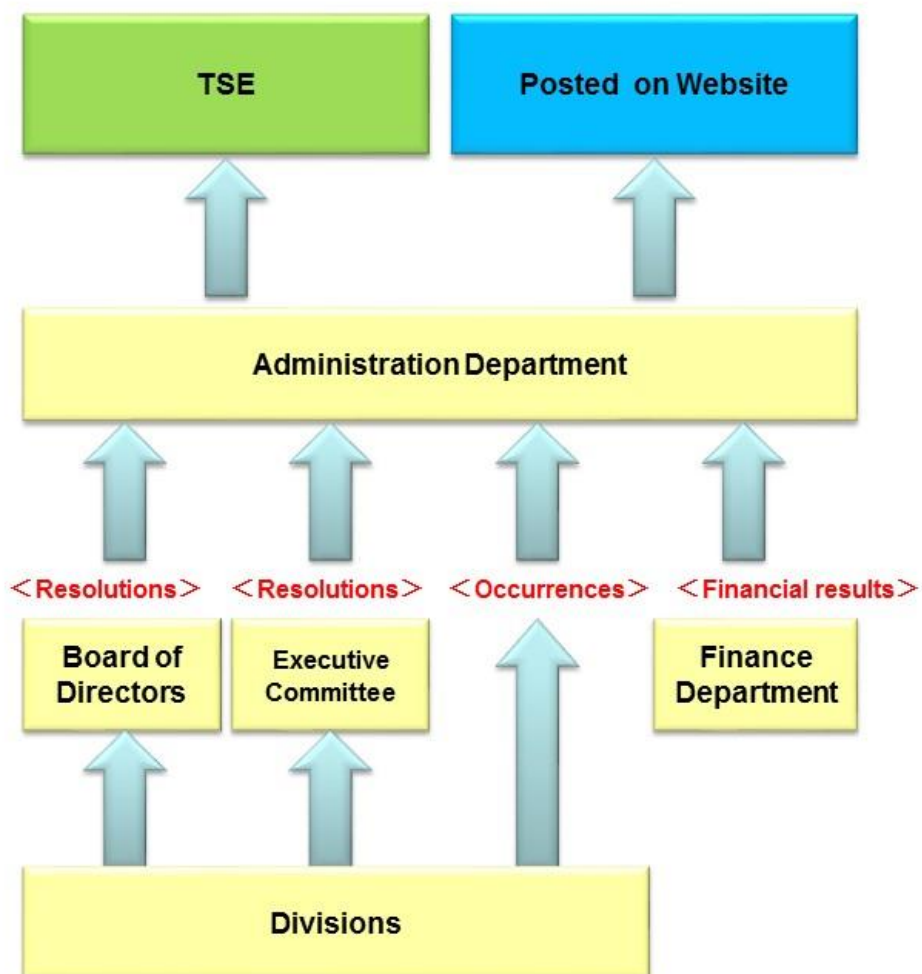 TSE
Posted on Website
Administration Department
＜Resolutions＞
＜Resolutions＞
＜Occurrences＞
＜Financial results＞
Board of
Directors
Executive
Committee
Finance
Department
Divisions